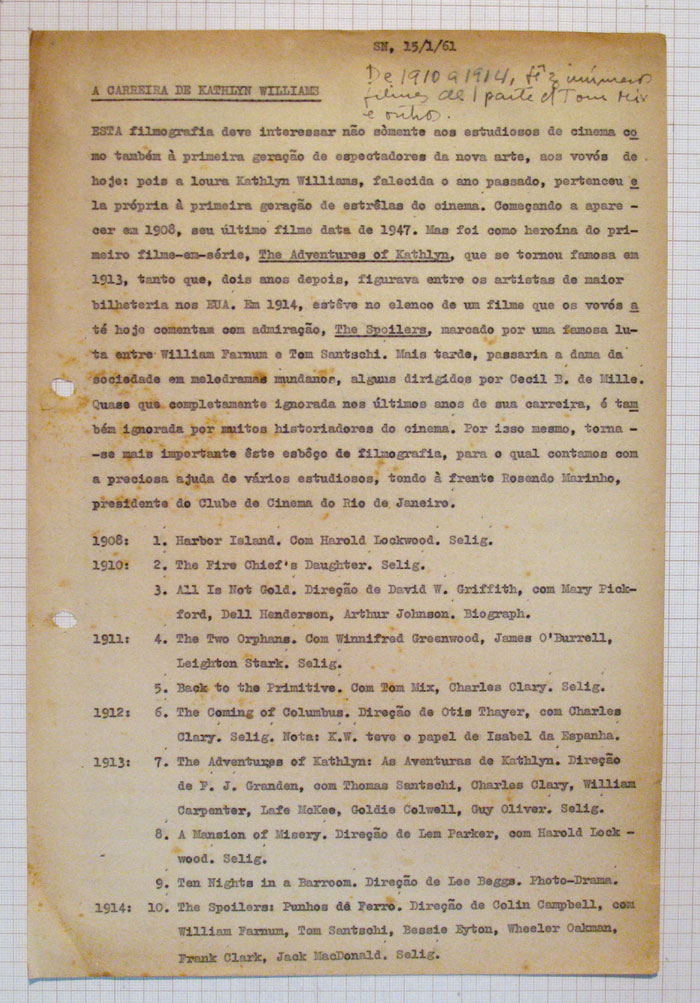 SN, 15/1/61
De 1910 a 1914, fêz inúmeros
filmes de 1 parte c/ Tom Mix
e outros.
A CARREIRA DE KATHLYN WILLIAMS
ESTA filmografia deve interessar não sòmente aos estudiosos de cinema co
mo também à primeira geração de espectadores da nova arte, aos vovós de
hoje: pois a loura Kathlyn Williams, falecida o ano passado, pertenceu e
la própria à primeira geração de estrêlas do cinema. Começando a apare -
cer em 1908, seu último filme data de 1947. Mas foi como heroína do pri-
meiro filme-em-série, The Adventures of Kathlyn, que se tornou famosa em
1913, tanto que, dois anos depois, figurava entre os artistas de maior
bilheteria nos EUA. Em 1914, estêve no elenco de um filme que os vovós a
té hoje comentam com admiração, The Spoilers, marcado por uma famosa lu-
ta entre William Farnum e Tom Santschi. Mais tarde, passaria a dama da
sociedade em melodramas mundanos, alguns dirigidos por Cecil B. de Mille.
Quase que completamente ignorada nos últimos anos de sua carreira, é tam
bém ignorada por muitos historiadores do cinema. Por isso mesmo, torna -
-se mais importante êste esbôço de filmografia, para o qual contamos com
a preciosa ajuda de vários estudiosos, tendo à frente Rosendo Marinho,
presidente do Clube de Cinema do Rio de Janeiro.
1908: 1. Harbor Island. Com Harold Lockwood. Selig.
1910: 2. The Fire Chief's Daughter. Selig.
3. All Is Not Gold. Direção de David W. Griffith, com Mary Pick-
ford, Dell Henderson, Arthur Johnson. Biograph.
1911: 4. The Two Orphans. Com Winnifred Greenwood, James O'Burrell,
Leighton Stark. Selig.
5. Back to the Primitive. Com Tom Mix, Charles Clary. Selig.
1912: 6. The Coming of Columbus. Direção de Otis Thayer, com Charles
Clary. Selig. Nota: K.W. teve o papel de Isabel da Espanha.
1913: 7. The Adventures of Kathlyn: As Aventuras de Kathlyn. Direção
de F. J. Granden, com Thomas Santschi, Charles Clary, William
Carpenter, Lafe McKee, Goldie Colwell, Guy Oliver. Selig.
8. A Mansion of Misery. Direção de Lem Parker, com Harold Lock -
wood. Selig.
9. Ten Nights in a Barroom. Direção de Lee Beggs. Photo-Drama.
1914: 10. The Spoilers: Punhos de Ferro. Direção de Colin Campbell, com
William Farnum, Tom Santschi, Bessie Eyton, Wheeler Oakman,
Frank Clark, Jack MacDonald. Selig.